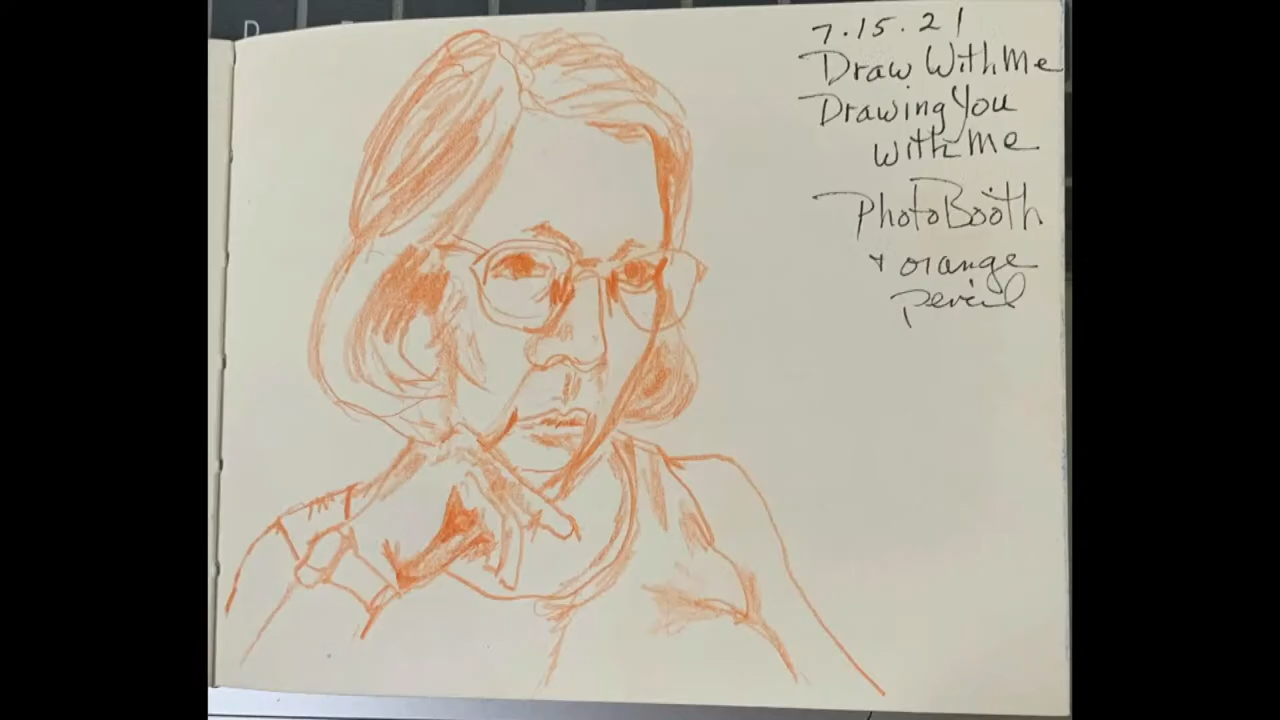 7.15.21
Draw With Me
Drawing You
with me
PhotoBooth
+ orange
pencil
D